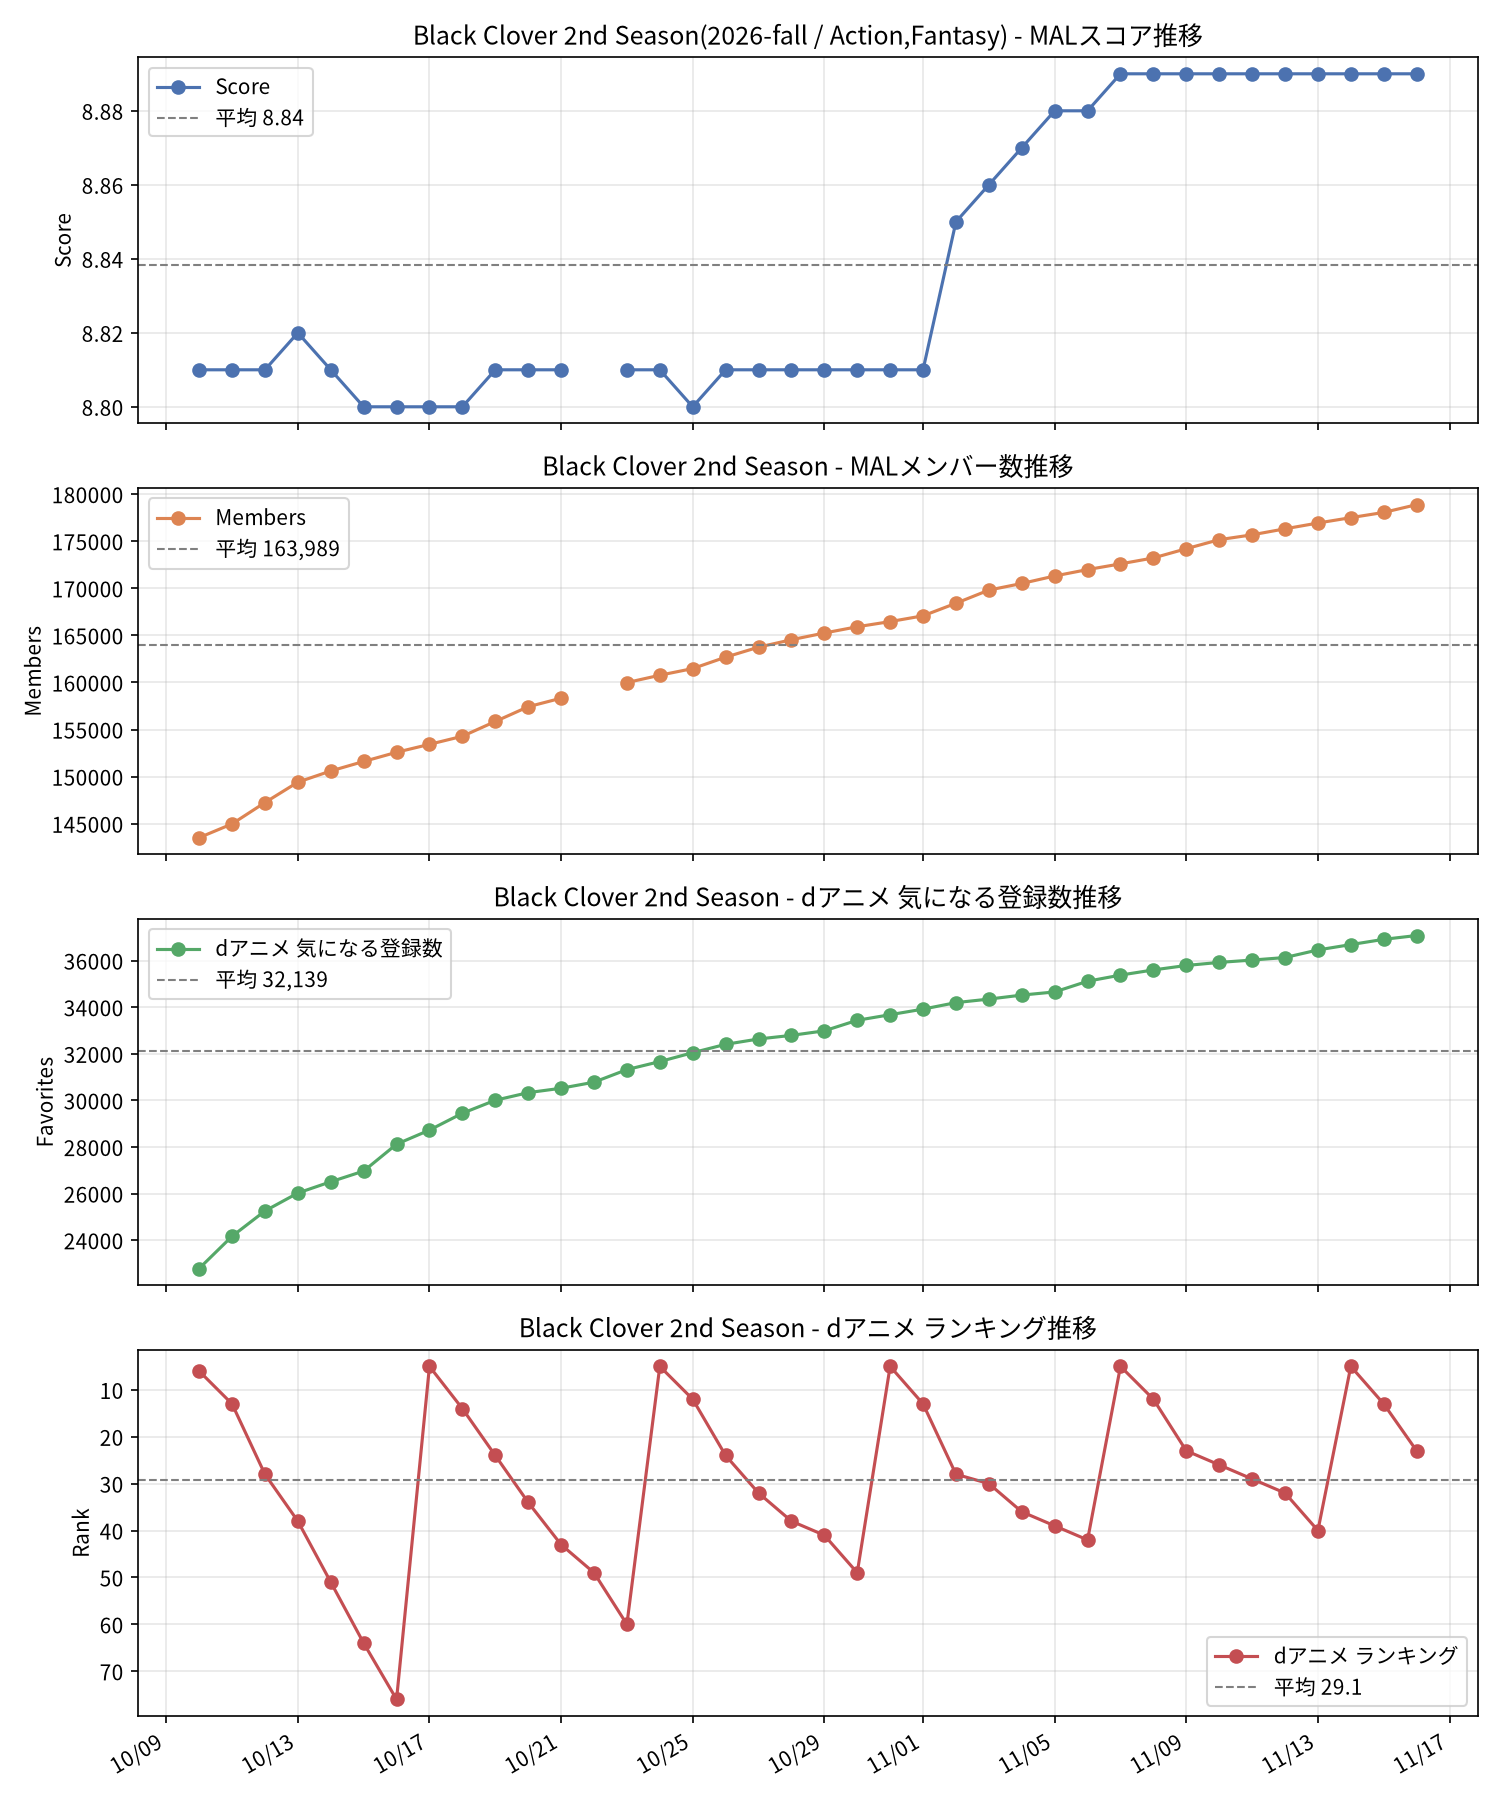 Black Clover 2nd Season(2026-fall / Action,Fantasy) - MALスコア推移
Score
平均 8.84
8.88
8.86
8.84
8.82
8.80
Score
Black Clover 2nd Season - MALメンバー数推移
Members
平均 163,989
180000
175000
170000
165000
160000
155000
150000
145000
Members
Black Clover 2nd Season - dアニメ 気になる登録数推移
dアニメ 気になる登録数
平均 32,139
36000
34000
32000
30000
28000
26000
24000
Favorites
Black Clover 2nd Season - dアニメ ランキング推移
10
20
30
40
50
60
70
Rank
dアニメ ランキング
平均 29.1
10/09
10/13
10/17
10/21
10/25
10/29
11/01
11/05
11/09
11/13
11/17